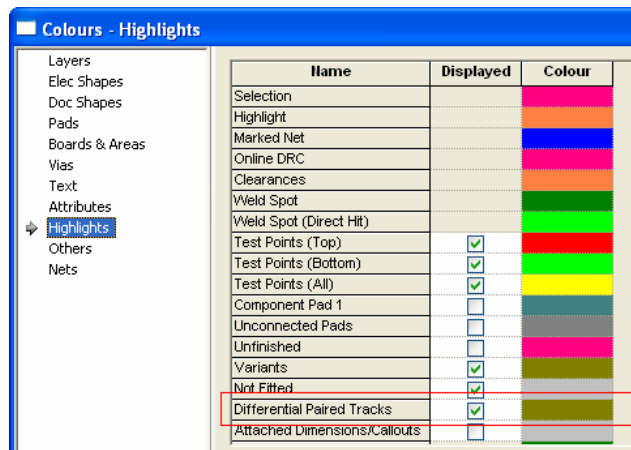 Colours - Highlights
Layers
Elec Shapes
Doc Shapes
Pads
Boards & Areas
Vias
Text
Attributes
Highlights
Others
Nets
Name Displayed Colour
Selection
Highlight
Marked Net
Online DRC
Clearances
Weld Spot
Weld Spot (Direct Hit)
Test Points (Top)
Test Points (Bottom)
Test Points (All)
Component Pad 1
Unconnected Pads
Unfinished
Variants
Not Fitted
Differential Paired Tracks
Attached Dimensions/Callouts